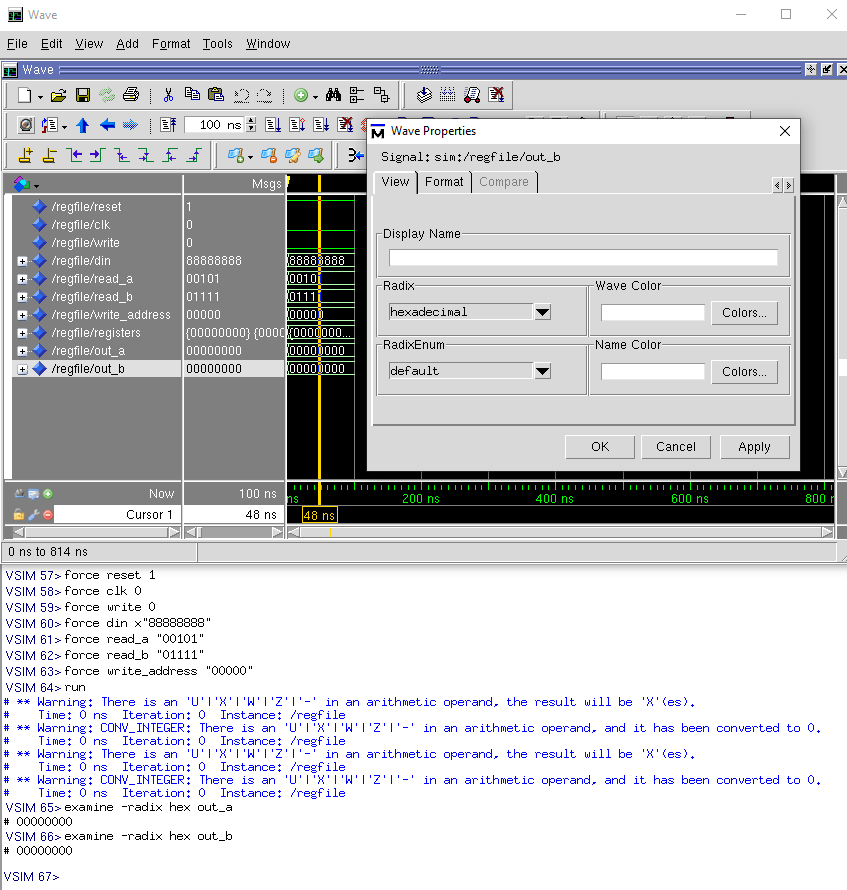 Wave
File Edit View Add Format Tools Window
Wave
100 ns
Wave Properties
Signal: sim:/regfile/out_b
View Format Compare
Display Name
Radix
Wave Color
hexadecimal
Colors...
RadixEnum
Name Color
default
Colors...
OK Cancel Apply
Msgs
/regfile/reset 1
/regfile/clk 0
/regfile/write 0
/regfile/din 88888888 88888888
/regfile/read_a 00101 0010
/regfile/read_b 01111 0111
/regfile/write_address 00000 00000
/regfile/registers {00000000} {0000 {0000000...
/regfile/out_a 00000000 00000000
/regfile/out_b 00000000 00000000
Now 100 ns ns 200 ns 400 ns 600 ns 800 n
Cursor 1 48 ns 48 ns
0 ns to 814 ns
VSIM 57> force reset 1
VSIM 58> force clk 0
VSIM 59> force write 0
VSIM 60> force din x"88888888"
VSIM 61> force read_a "00101"
VSIM 62> force read_b "01111"
VSIM 63> force write_address "00000"
VSIM 64> run
# ** Warning: There is an 'U'|'X'|'W'|'Z'|'-' in an arithmetic operand, the result will be 'X'(es).
# Time: 0 ns Iteration: 0 Instance: /regfile
# ** Warning: CONV_INTEGER: There is an 'U'|'X'|'W'|'Z'|'-' in an arithmetic operand, and it has been converted to 0.
# Time: 0 ns Iteration: 0 Instance: /regfile
# ** Warning: There is an 'U'|'X'|'W'|'Z'|'-' in an arithmetic operand, the result will be 'X'(es).
# Time: 0 ns Iteration: 0 Instance: /regfile
# ** Warning: CONV_INTEGER: There is an 'U'|'X'|'W'|'Z'|'-' in an arithmetic operand, and it has been converted to 0.
# Time: 0 ns Iteration: 0 Instance: /regfile
VSIM 65> examine -radix hex out_a
# 00000000
VSIM 66> examine -radix hex out_b
# 00000000
VSIM 67>